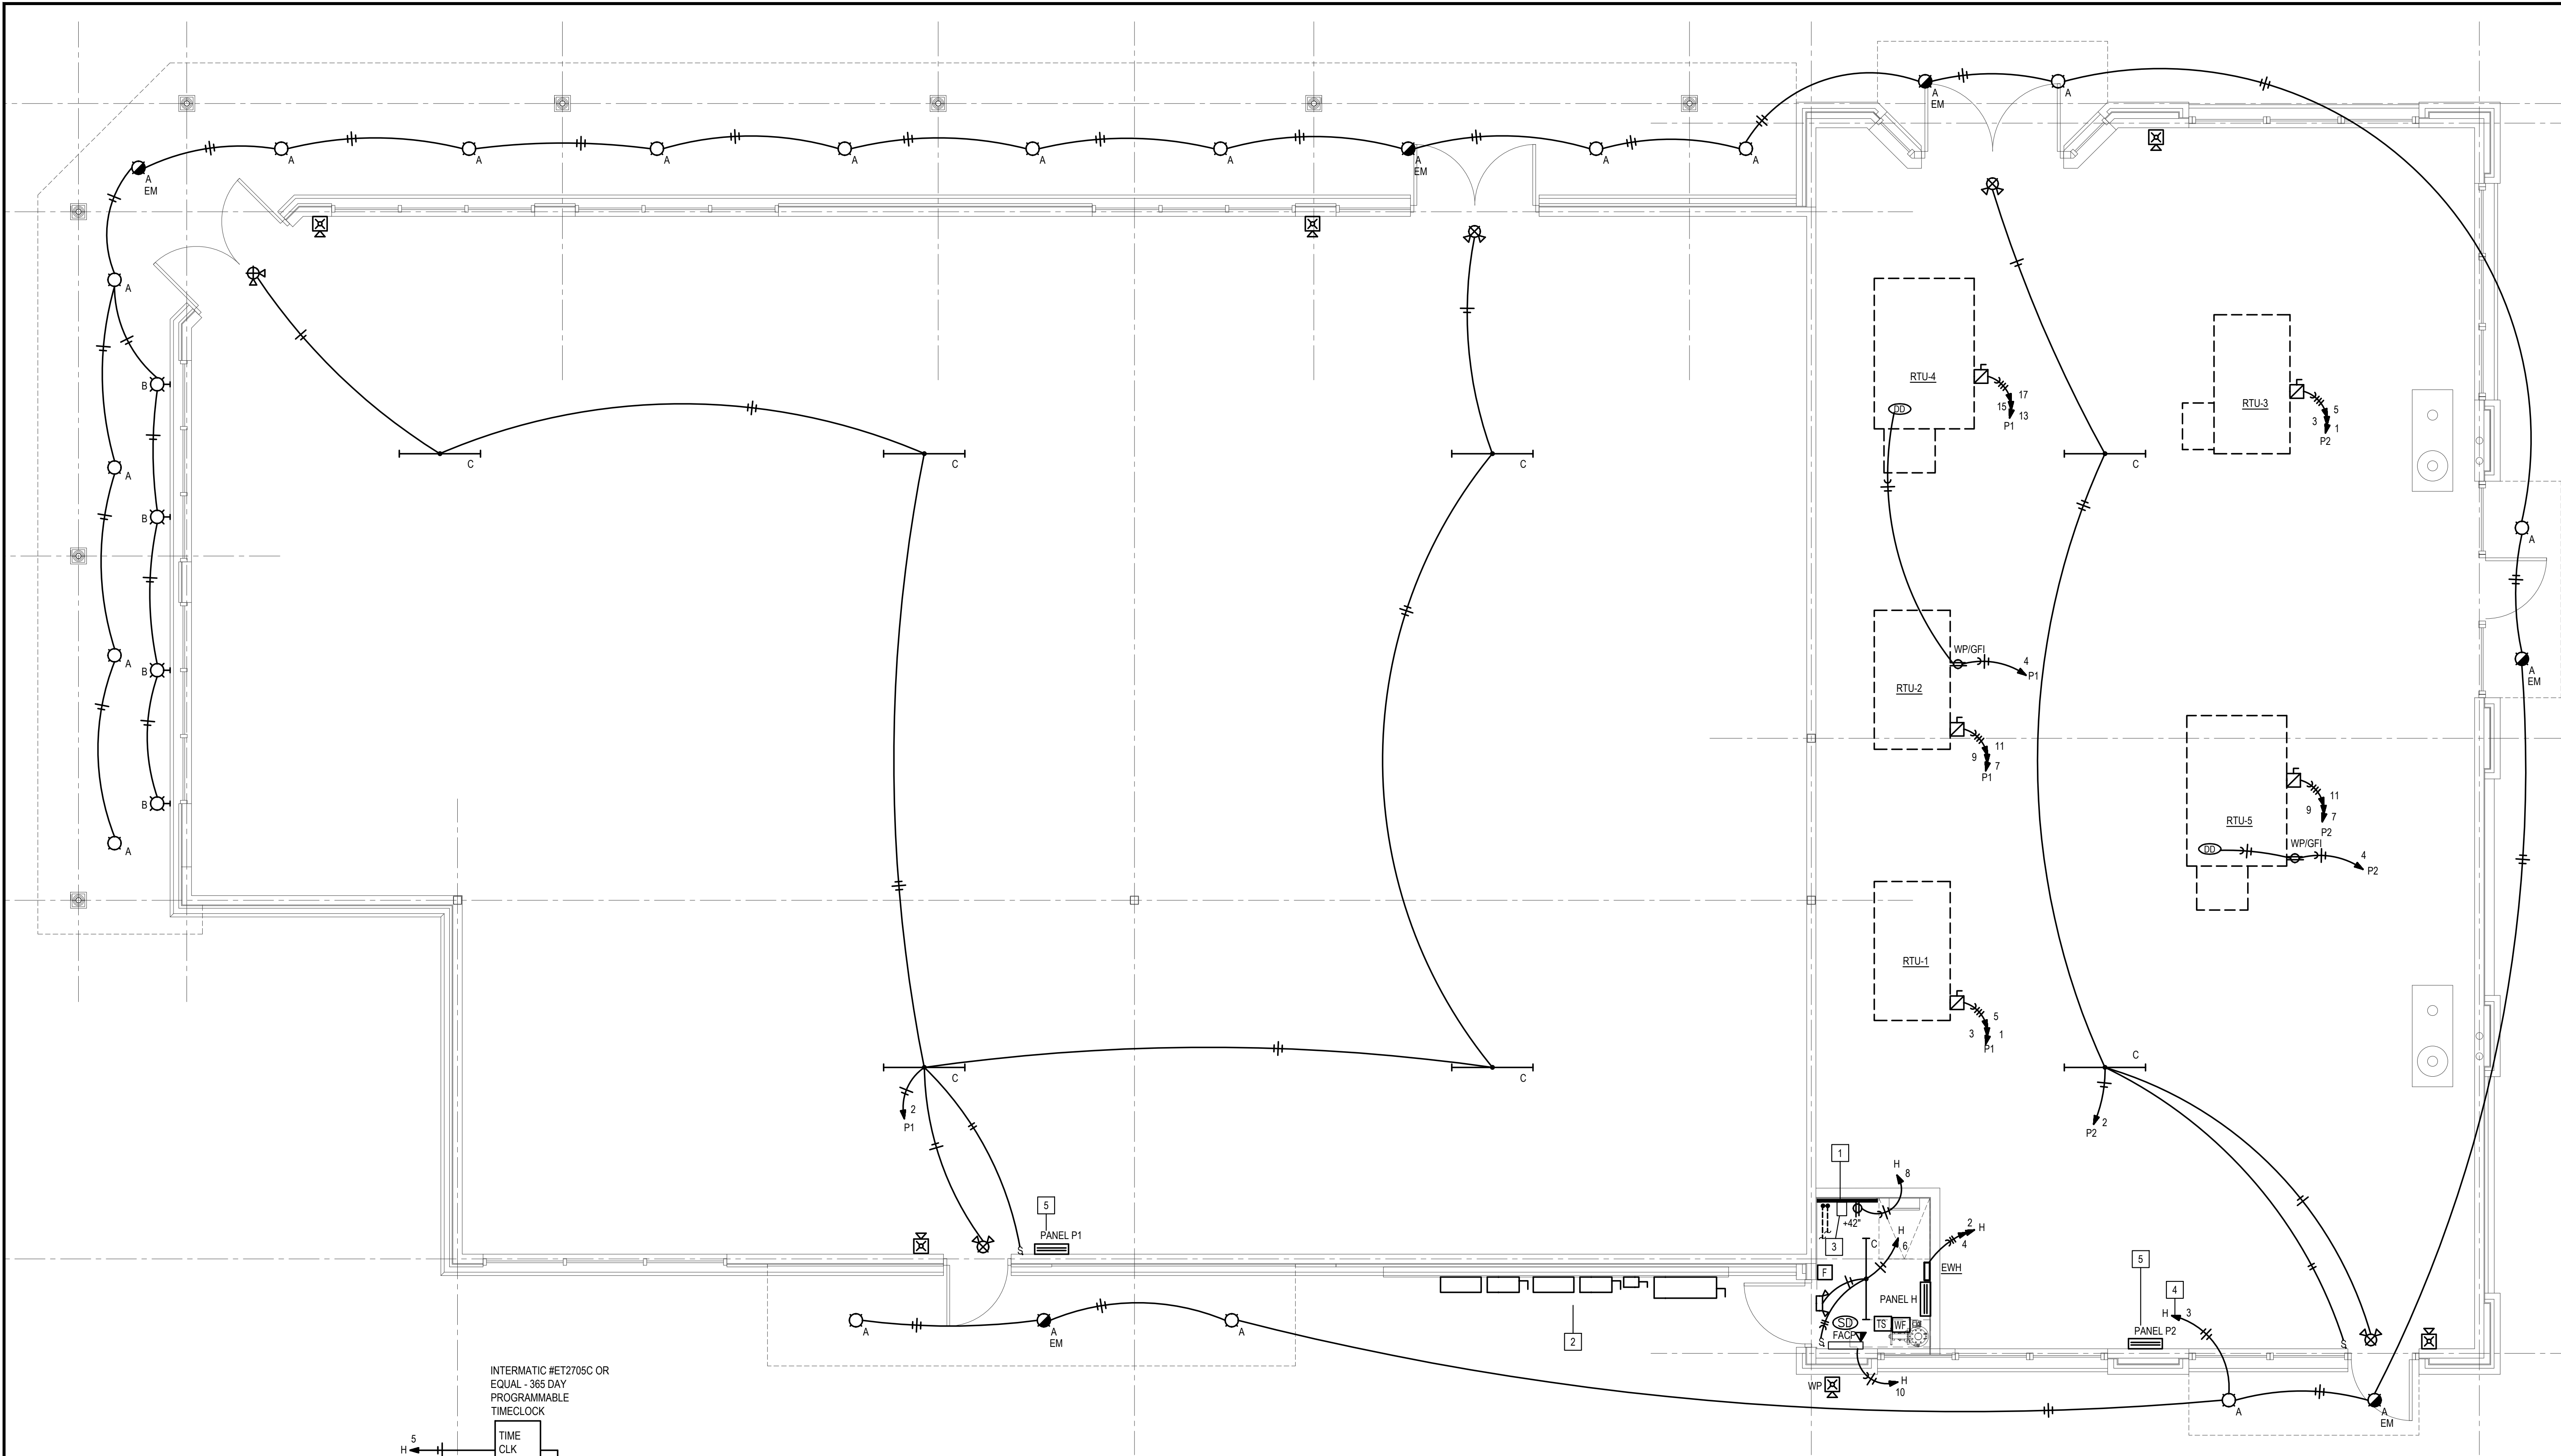 A
EM
A
A
EM
A
A
A
A
A
A
A
EM
A
A
A
B
RTU-4
DD
17
15
13
P1
RTU-3
5
3
1
P2
C
C
C
C
A
B
B
A
WP/GFI
4
P1
A
EM
B
RTU-2
11
9
7
P1
B
A
11
9
7
P2
RTU-5
WP/GFI
DD
4
P2
RTU-1
5
3
1
P1
C
C
C
2
P1
2
P2
1
H
8
5
PANEL P1
+42"
S
3
C
H
6
2
H
4
F
EWH
PANEL H
5
4
H
3
SD
TS
WF
FACP
S
PANEL P2
S
A
A
EM
A
2
WP
H
10
A
A
EM
INTERMATIC #ET2705C OR
EQUAL - 365 DAY
PROGRAMMABLE
TIMECLOCK
TIME
CLK
5
H